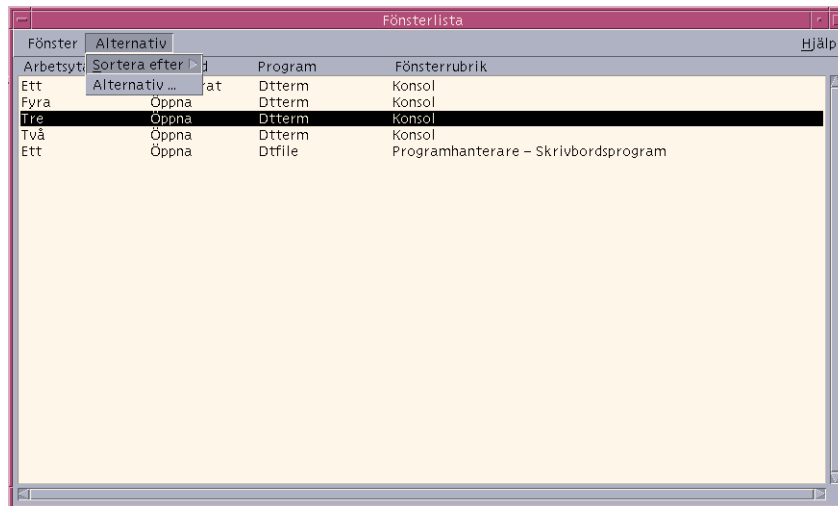 Fönsterlista
Fönster Alternativ Hjälp
Sortera efter
Alternativ ...
Program Fönsterrubrik
Ett Dtterm Konsol
Fyra Öppna Dtterm Konsol
Tre Öppna Dtterm Konsol
Två Öppna Dtterm Konsol
Ett Öppna Dtfile Programhanterare – Skrivbordsprogram